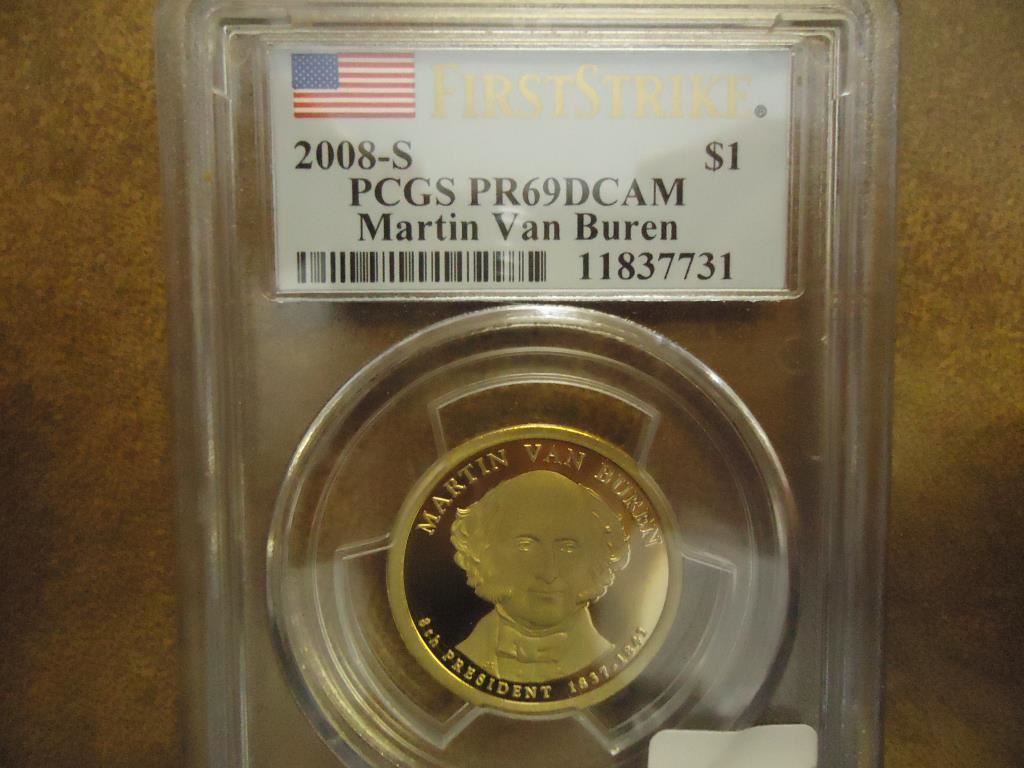 FIRSTSTRIKE®
2008-S $1
PCGS PR69DCAM
Martin Van Buren
11837731
MARTIN VAN BUREN
8th PRESIDENT 1837-1841